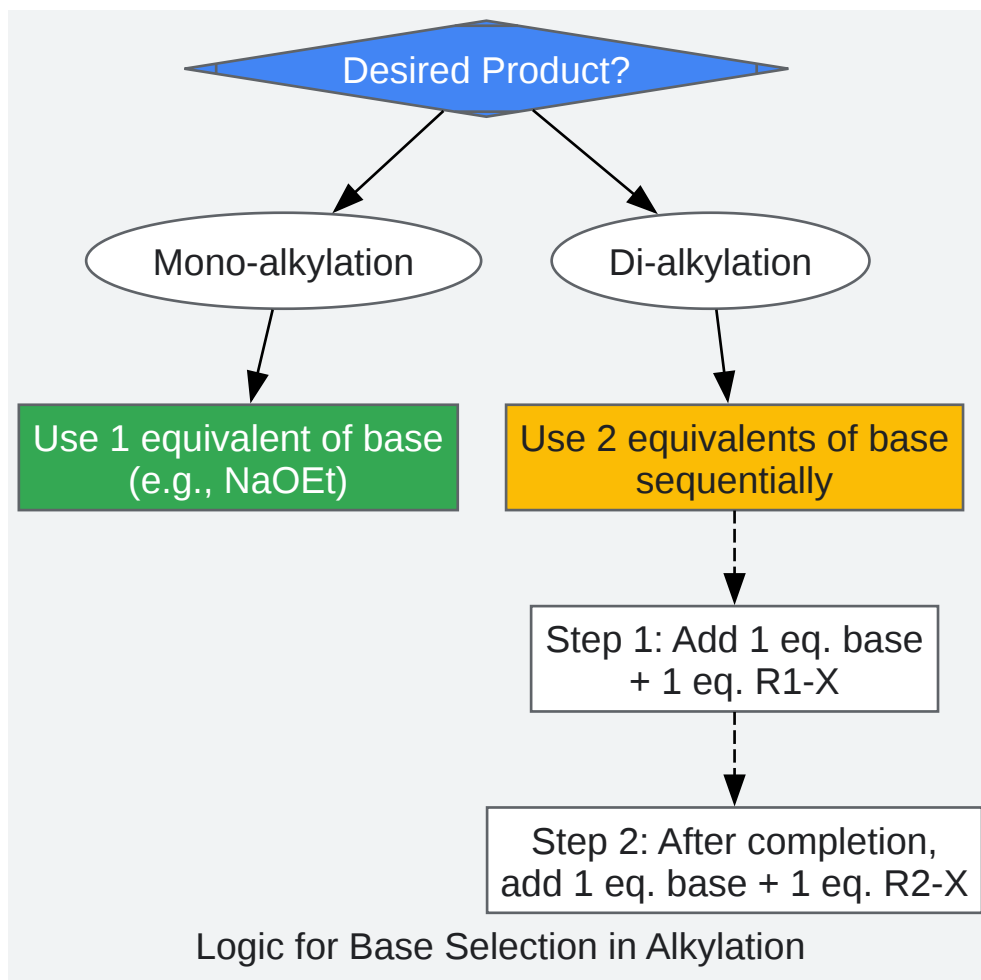 Desired Product?
Mono-alkylation
Di-alkylation
Use 1 equivalent of base
(e.g., NaOEt)
Use 2 equivalents of base
sequentially
Step 1: Add 1 eq. base
+ 1 eq. R1-X
Step 2: After completion,
add 1 eq. base + 1 eq. R2-X
Logic for Base Selection in Alkylation